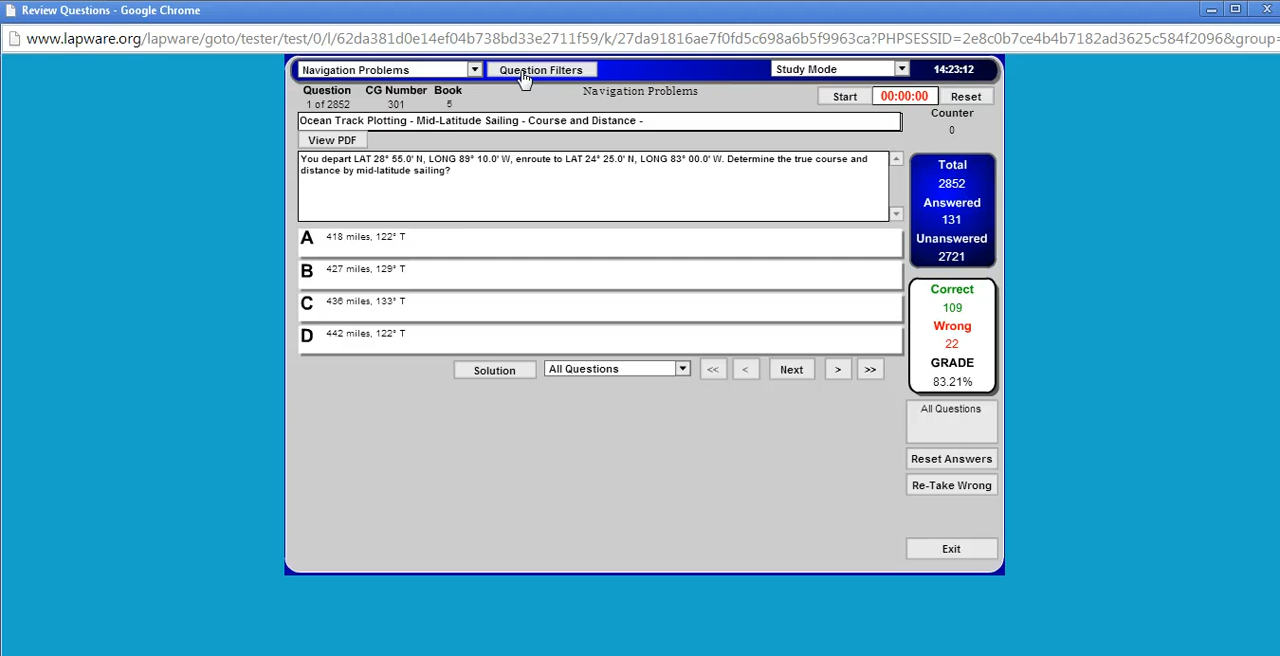 Review Questions - Google Chrome
www.lapware.org/lapware/goto/tester/test/0/l/62da381d0e14ef04b738bd33e2711f59/k/27da91816ae7f0fd5c698a6b5f9963ca?PHPSESSID=2e8c0b7ce4b4b7182ad3625c584f2096&group=
Navigation Problems
Question Filters
Study Mode
14:23:12
Question CG Number Book
1 of 2852 301 5
Navigation Problems
Start 00:00:00 Reset
Counter
0
Ocean Track Plotting - Mid-Latitude Sailing - Course and Distance -
View PDF
You depart LAT 28° 55.0' N, LONG 89° 10.0' W, enroute to LAT 24° 25.0' N, LONG 83° 00.0' W. Determine the true course and
distance by mid-latitude sailing?
A 418 miles, 122° T
B 427 miles, 129° T
C 436 miles, 133° T
D 442 miles, 122° T
Solution All Questions << < Next > >>
Total
2852
Answered
131
Unanswered
2721
Correct
109
Wrong
22
GRADE
83.21%
All Questions
Reset Answers
Re-Take Wrong
Exit